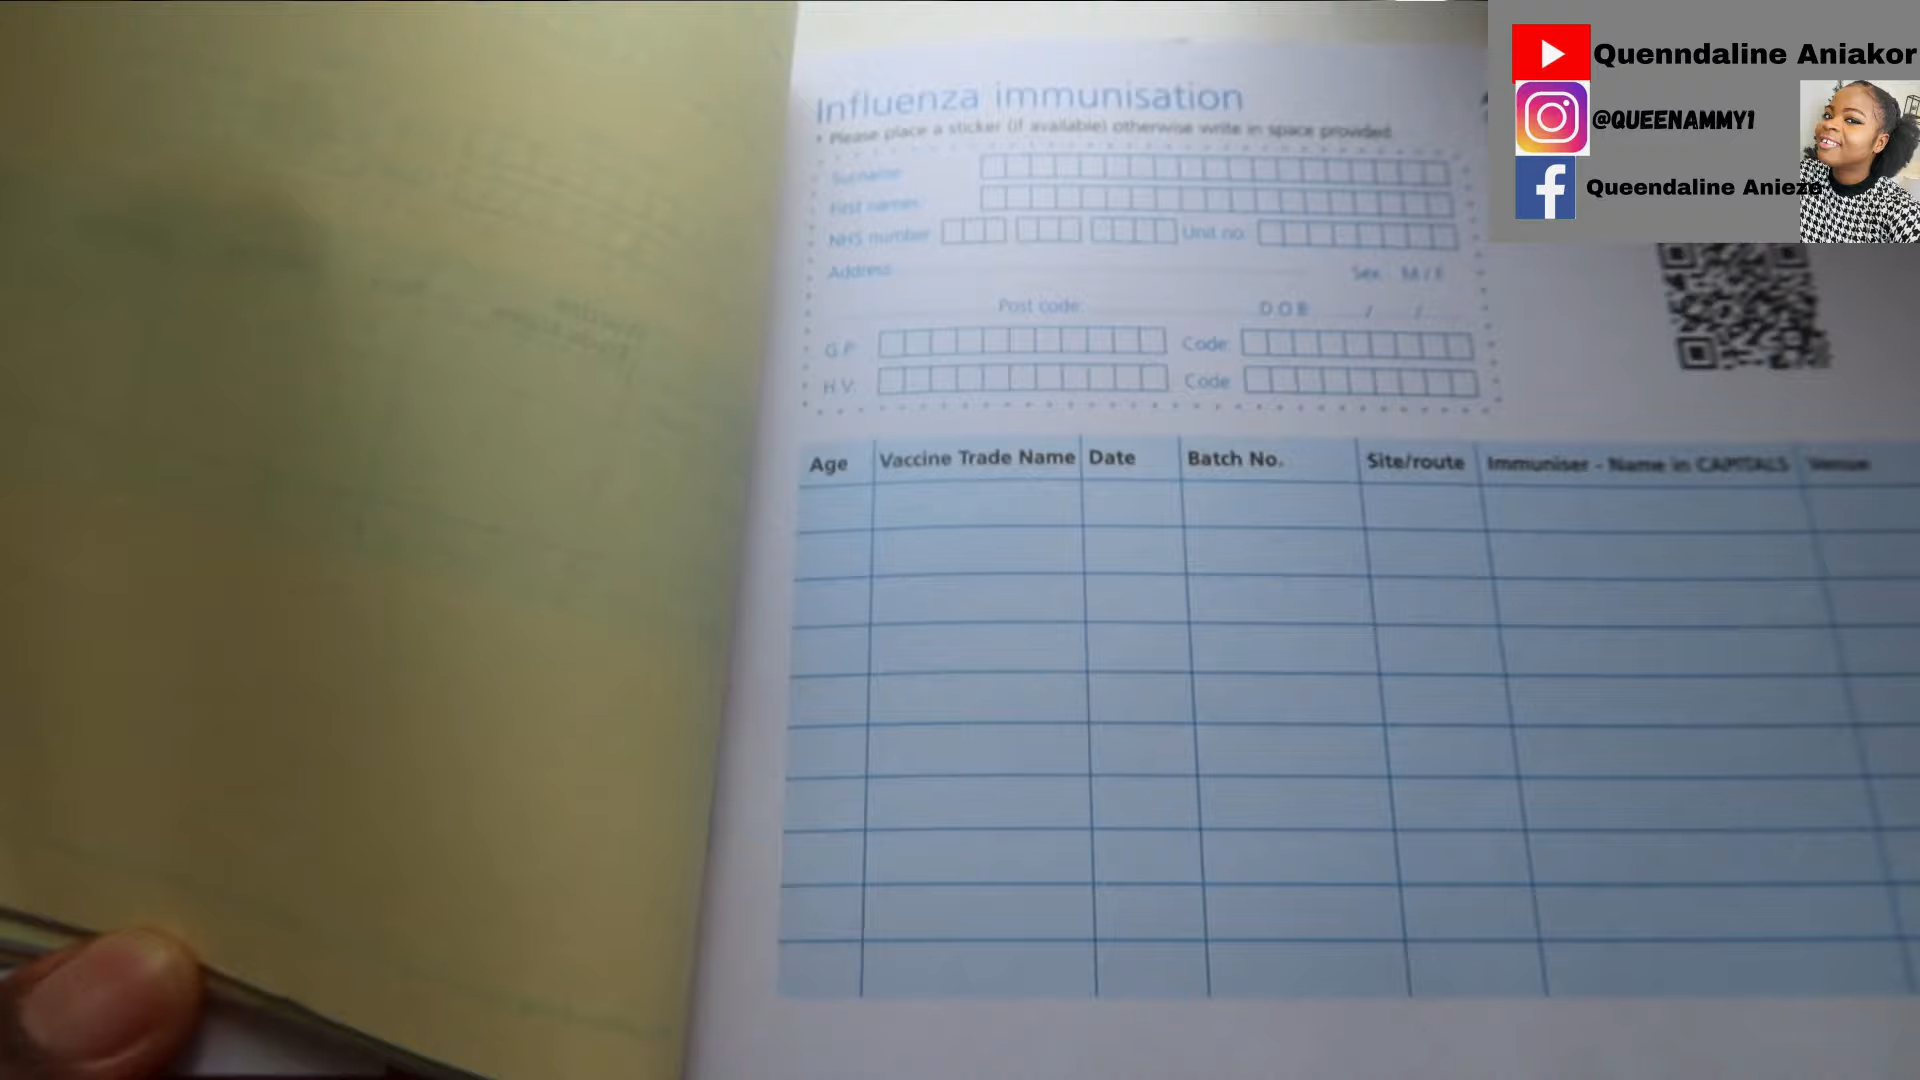 Influenza immunisation
• Please place a sticker (if available) otherwise write in space provided.
Surname
First names
NHS number Unit no.
Address Sex M / F
Post code: D.O.B / /
G.P. Code:
H.V. Code
Age Vaccine Trade Name Date Batch No. Site/route Immuniser - Name in CAPITALS Venue
Quenndaline Aniakor
@QUEENAMMY1
Queendaline Anieze